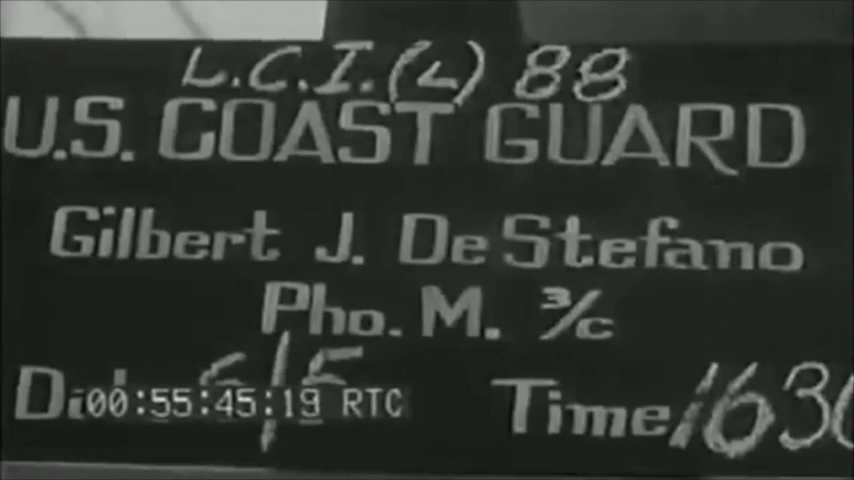 L.C.I.(L) 88
U.S. COAST GUARD
Gilbert J. DeStefano
Pho. M. 3/c
Time 1630
00:55:45:19 RTC